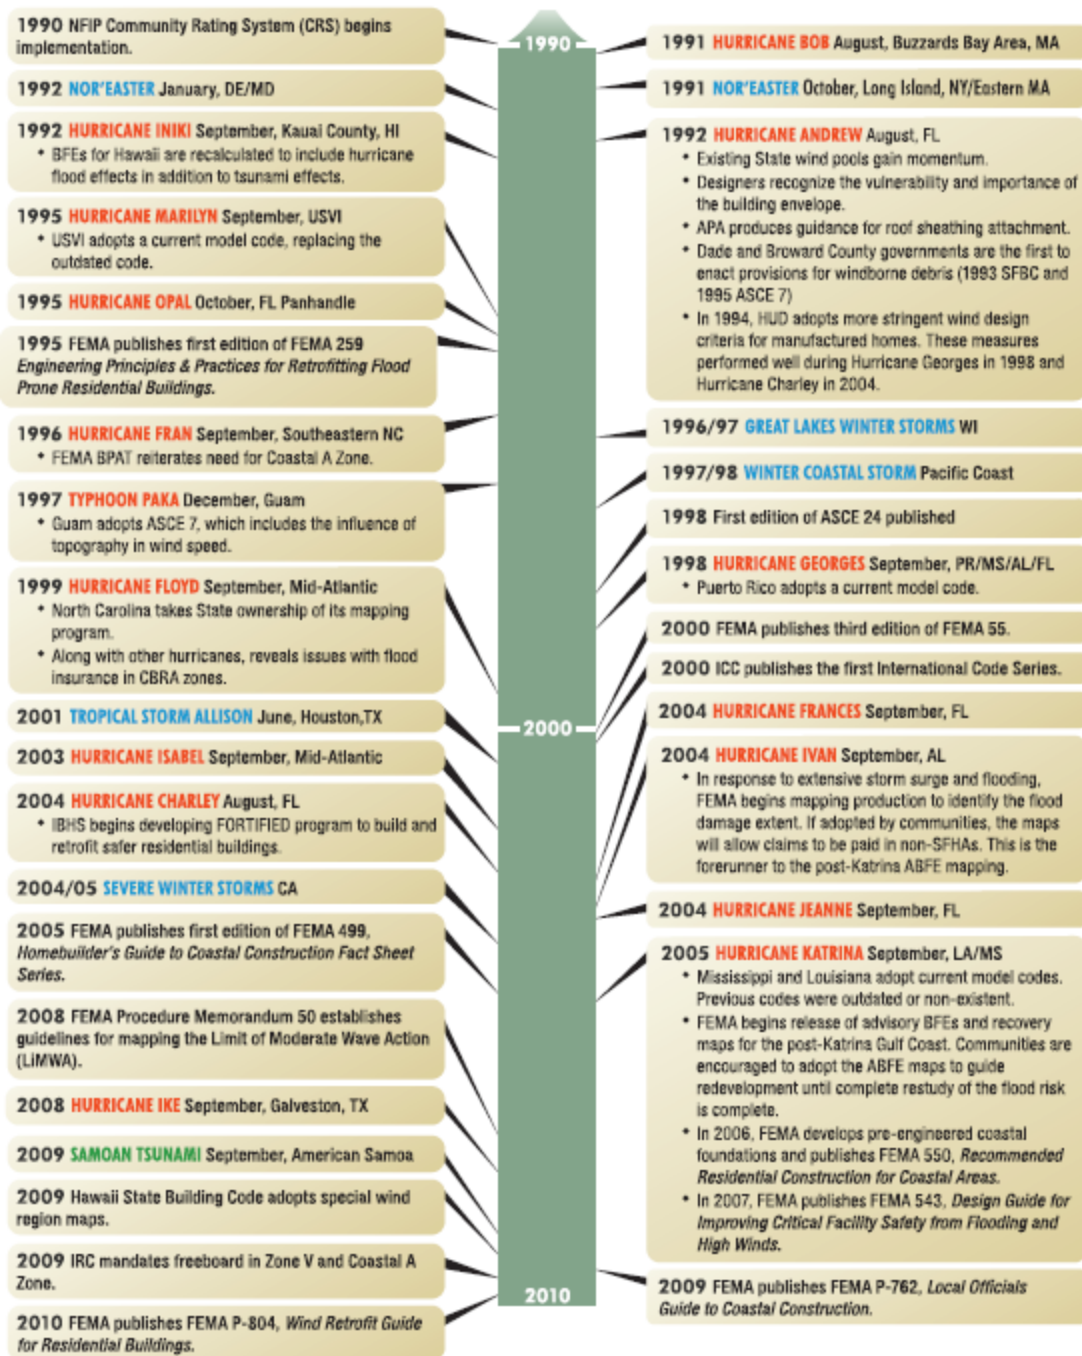 1990 NFIP Community Rating System (CRS) begins
implementation.
1992 NOR'EASTER January, DE/MD
1992 HURRICANE INIKI September, Kauai County, HI
• BFEs for Hawaii are recalculated to include hurricane
flood effects in addition to tsunami effects.
1995 HURRICANE MARILYN September, USVI
• USVI adopts a current model code, replacing the
outdated code.
1995 HURRICANE OPAL October, FL Panhandle
1995 FEMA publishes first edition of FEMA 259
Engineering Principles & Practices for Retrofitting Flood
Prone Residential Buildings.
1996 HURRICANE FRAN September, Southeastern NC
• FEMA BPAT reiterates need for Coastal A Zone.
1997 TYPHOON PAKA December, Guam
• Guam adopts ASCE 7, which includes the influence of
topography in wind speed.
1999 HURRICANE FLOYD September, Mid-Atlantic
• North Carolina takes State ownership of its mapping
program.
• Along with other hurricanes, reveals issues with flood
insurance in CBRA zones.
2001 TROPICAL STORM ALLISON June, Houston,TX
2003 HURRICANE ISABEL September, Mid-Atlantic
2004 HURRICANE CHARLEY August, FL
• IBHS begins developing FORTIFIED program to build and
retrofit safer residential buildings.
2004/05 SEVERE WINTER STORMS CA
2005 FEMA publishes first edition of FEMA 499,
Homebuilder's Guide to Coastal Construction Fact Sheet
Series.
2008 FEMA Procedure Memorandum 50 establishes
guidelines for mapping the Limit of Moderate Wave Action
(LiMWA).
2008 HURRICANE IKE September, Galveston, TX
2009 SAMOAN TSUNAMI September, American Samoa
2009 Hawaii State Building Code adopts special wind
region maps.
2009 IRC mandates freeboard in Zone V and Coastal A
Zone.
2010 FEMA publishes FEMA P-804, Wind Retrofit Guide
for Residential Buildings.
1990
2000
2010
1991 HURRICANE BOB August, Buzzards Bay Area, MA
1991 NOR'EASTER October, Long Island, NY/Eastern MA
1992 HURRICANE ANDREW August, FL
• Existing State wind pools gain momentum.
• Designers recognize the vulnerability and importance of
the building envelope.
• APA produces guidance for roof sheathing attachment.
• Dade and Broward County governments are the first to
enact provisions for windborne debris (1993 SFBC and
1995 ASCE 7)
• In 1994, HUD adopts more stringent wind design
criteria for manufactured homes. These measures
performed well during Hurricane Georges in 1998 and
Hurricane Charley in 2004.
1996/97 GREAT LAKES WINTER STORMS WI
1997/98 WINTER COASTAL STORM Pacific Coast
1998 First edition of ASCE 24 published
1998 HURRICANE GEORGES September, PR/MS/AL/FL
• Puerto Rico adopts a current model code.
2000 FEMA publishes third edition of FEMA 55.
2000 ICC publishes the first International Code Series.
2004 HURRICANE FRANCES September, FL
2004 HURRICANE IVAN September, AL
• In response to extensive storm surge and flooding,
FEMA begins mapping production to identify the flood
damage extent. If adopted by communities, the maps
will allow claims to be paid in non-SFHAs. This is the
forerunner to the post-Katrina ABFE mapping.
2004 HURRICANE JEANNE September, FL
2005 HURRICANE KATRINA September, LA/MS
• Mississippi and Louisiana adopt current model codes.
Previous codes were outdated or non-existent.
• FEMA begins release of advisory BFEs and recovery
maps for the post-Katrina Gulf Coast. Communities are
encouraged to adopt the ABFE maps to guide
redevelopment until complete restudy of the flood risk
is complete.
• In 2006, FEMA develops pre-engineered coastal
foundations and publishes FEMA 550, Recommended
Residential Construction for Coastal Areas.
• In 2007, FEMA publishes FEMA 543, Design Guide for
Improving Critical Facility Safety from Flooding and
High Winds.
2009 FEMA publishes FEMA P-762, Local Officials
Guide to Coastal Construction.